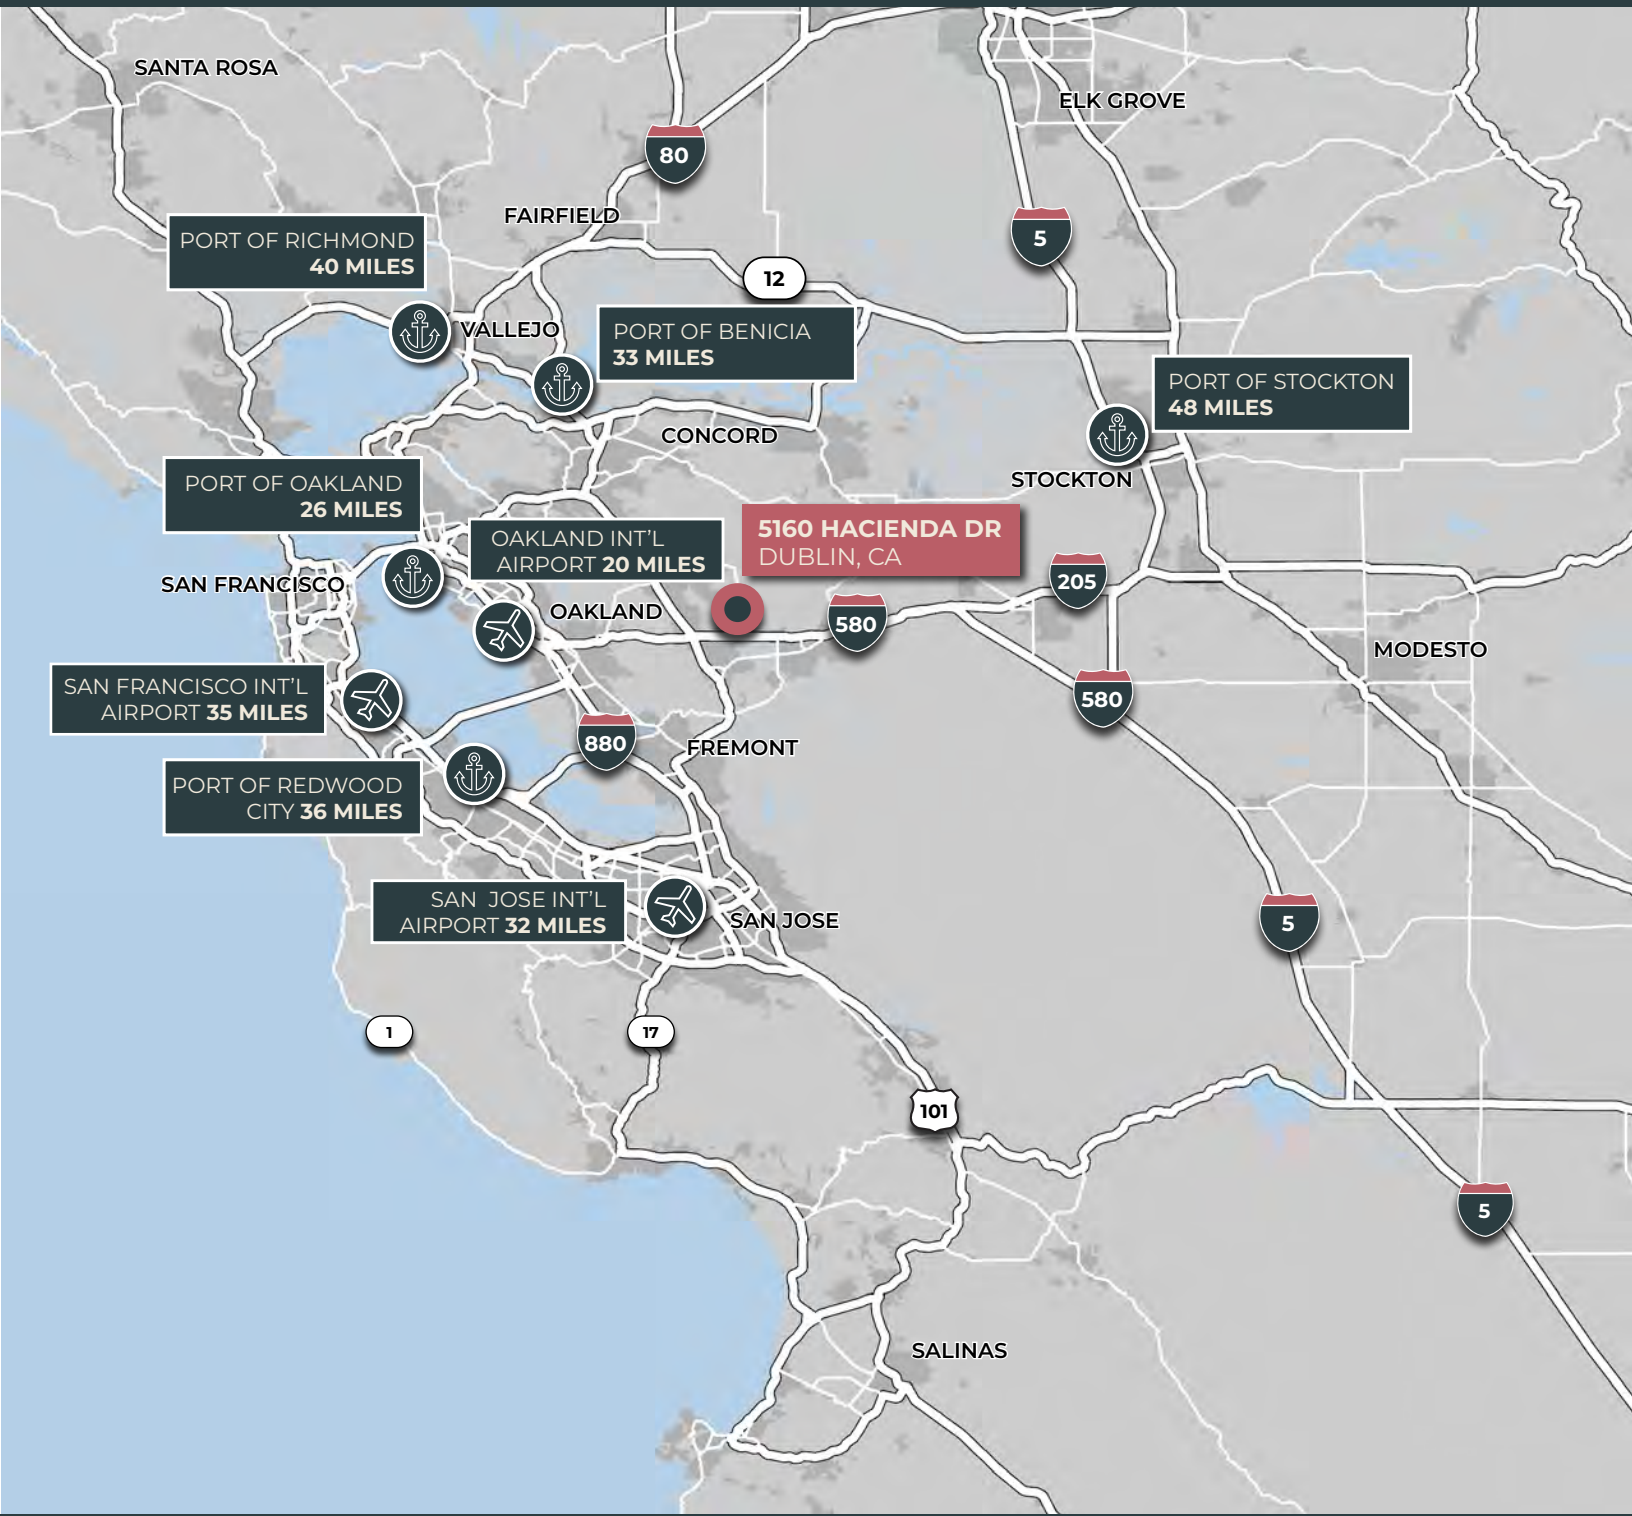 SANTA ROSA
ELK GROVE
80
FAIRFIELD
5
PORT OF RICHMOND
40 MILES
12
VALLEJO
PORT OF BENICIA
33 MILES
PORT OF STOCKTON
48 MILES
CONCORD
STOCKTON
PORT OF OAKLAND
26 MILES
OAKLAND INT'L
AIRPORT 20 MILES
5160 HACIENDA DR
DUBLIN, CA
205
SAN FRANCISCO
OAKLAND
580
MODESTO
SAN FRANCISCO INT'L
AIRPORT 35 MILES
580
880
FREMONT
PORT OF REDWOOD
CITY 36 MILES
SAN JOSE INT'L
AIRPORT 32 MILES
SAN JOSE
5
1
17
101
5
SALINAS